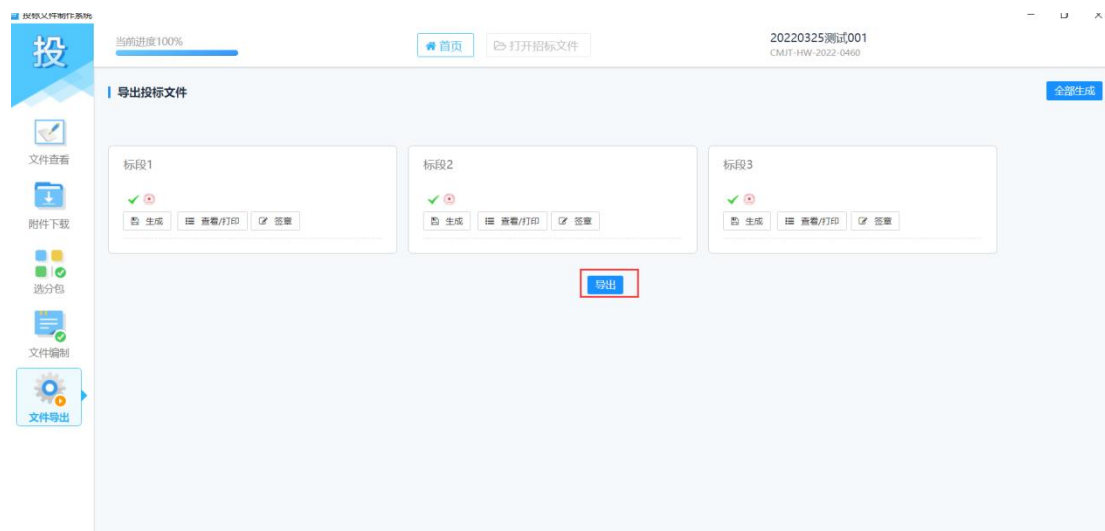 投标文件制作系统
投
当前进度100%
首页
打开招标文件
20220325测试001
CMJT-HW-2022-0460
导出投标文件
全部生成
文件查看
附件下载
选分包
文件编制
文件导出
标段1
生成
查看/打印
签章
标段2
生成
查看/打印
签章
标段3
生成
查看/打印
签章
导出